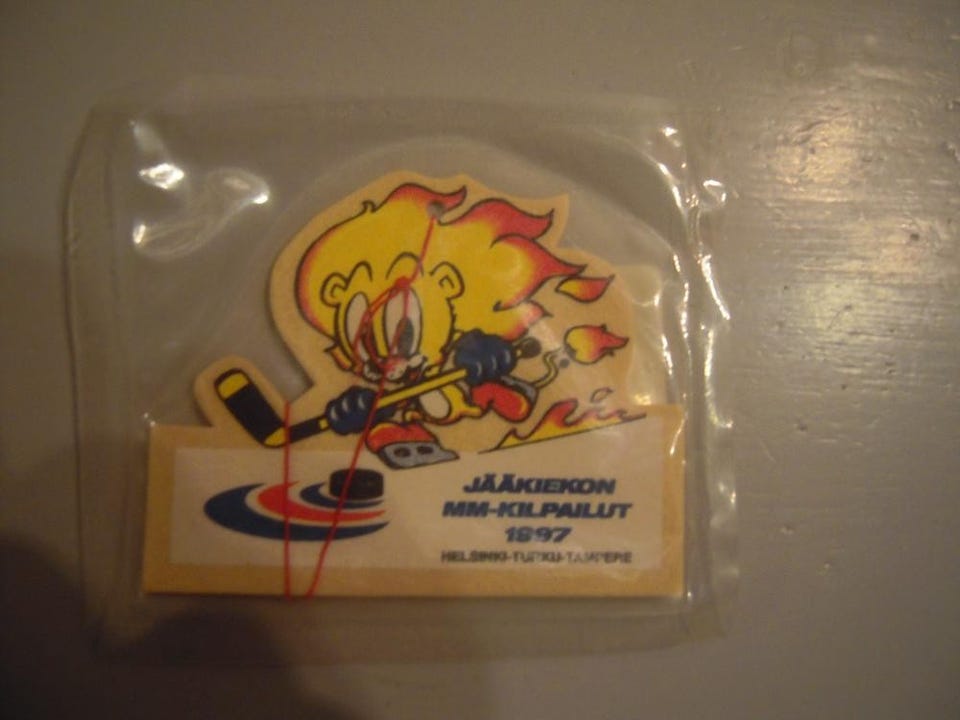 JÄÄKIEKON
MM-KILPAILUT
1997
HELSINKI-TURKU-TAMPERE